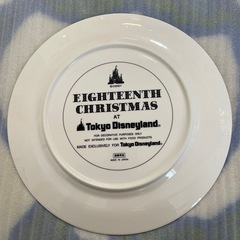 ©DISNEY
EIGHTEENTH
CHRISTMAS
AT
Tokyo Disneyland
FOR DECORATIVE PURPOSES ONLY
NOT INTENDED FOR USE WITH FOOD PRODUCTS
MADE EXCLUSIVELY FOR Tokyo Disneyland
MADE IN JAPAN